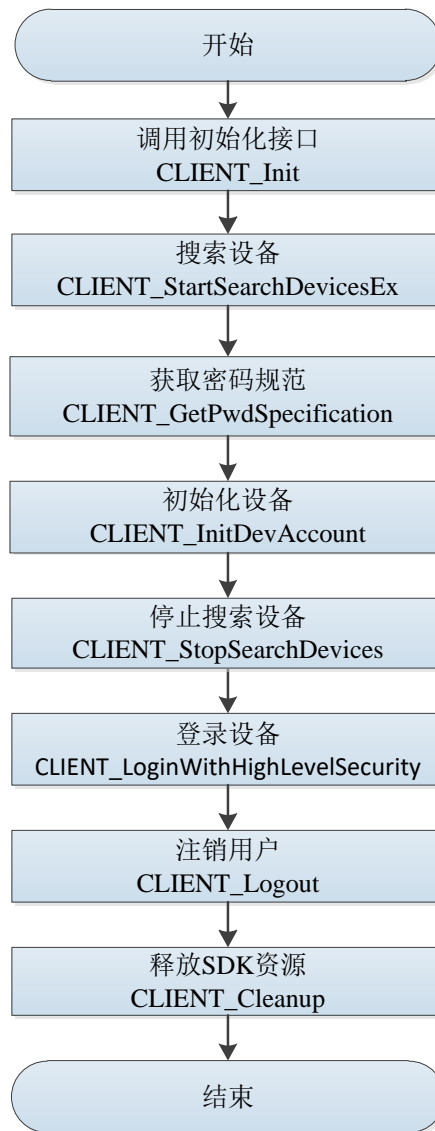 开始
调用初始化接口
CLIENT_Init
搜索设备
CLIENT_StartSearchDevicesEx
获取密码规范
CLIENT_GetPwdSpecification
初始化设备
CLIENT_InitDevAccount
停止搜索设备
CLIENT_StopSearchDevices
登录设备
CLIENT_LoginWithHighLevelSecurity
注销用户
CLIENT_Logout
释放SDK资源
CLIENT_Cleanup
结束